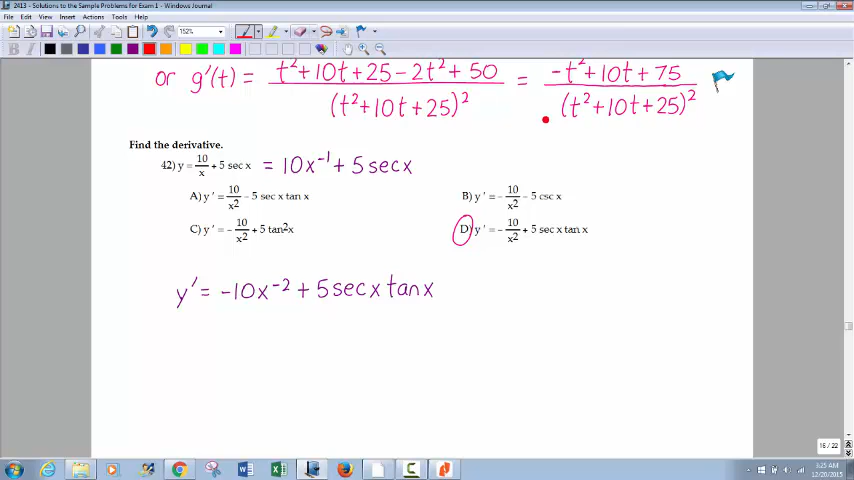 2413 - Solutions to the Sample Problems for Exam 1 - Windows Journal
File Edit View Insert Actions Tools Help
152%
B i
or g'(t) = (t²+10t+25-2t²+50)/(t²+10t+25)² = (-t²+10t+75)/(t²+10t+25)²
Find the derivative.
42) y = 10/x + 5 sec x = 10x⁻¹ + 5 sec x
A) y ' = 10/x2 - 5 sec x tan x
B) y ' = - 10/x2 - 5 csc x
C) y ' = - 10/x2 + 5 tan2x
D) y ' = - 10/x2 + 5 sec x tan x
y' = -10x⁻² + 5 sec x tan x
16 / 22
3:25 AM
12/20/2015